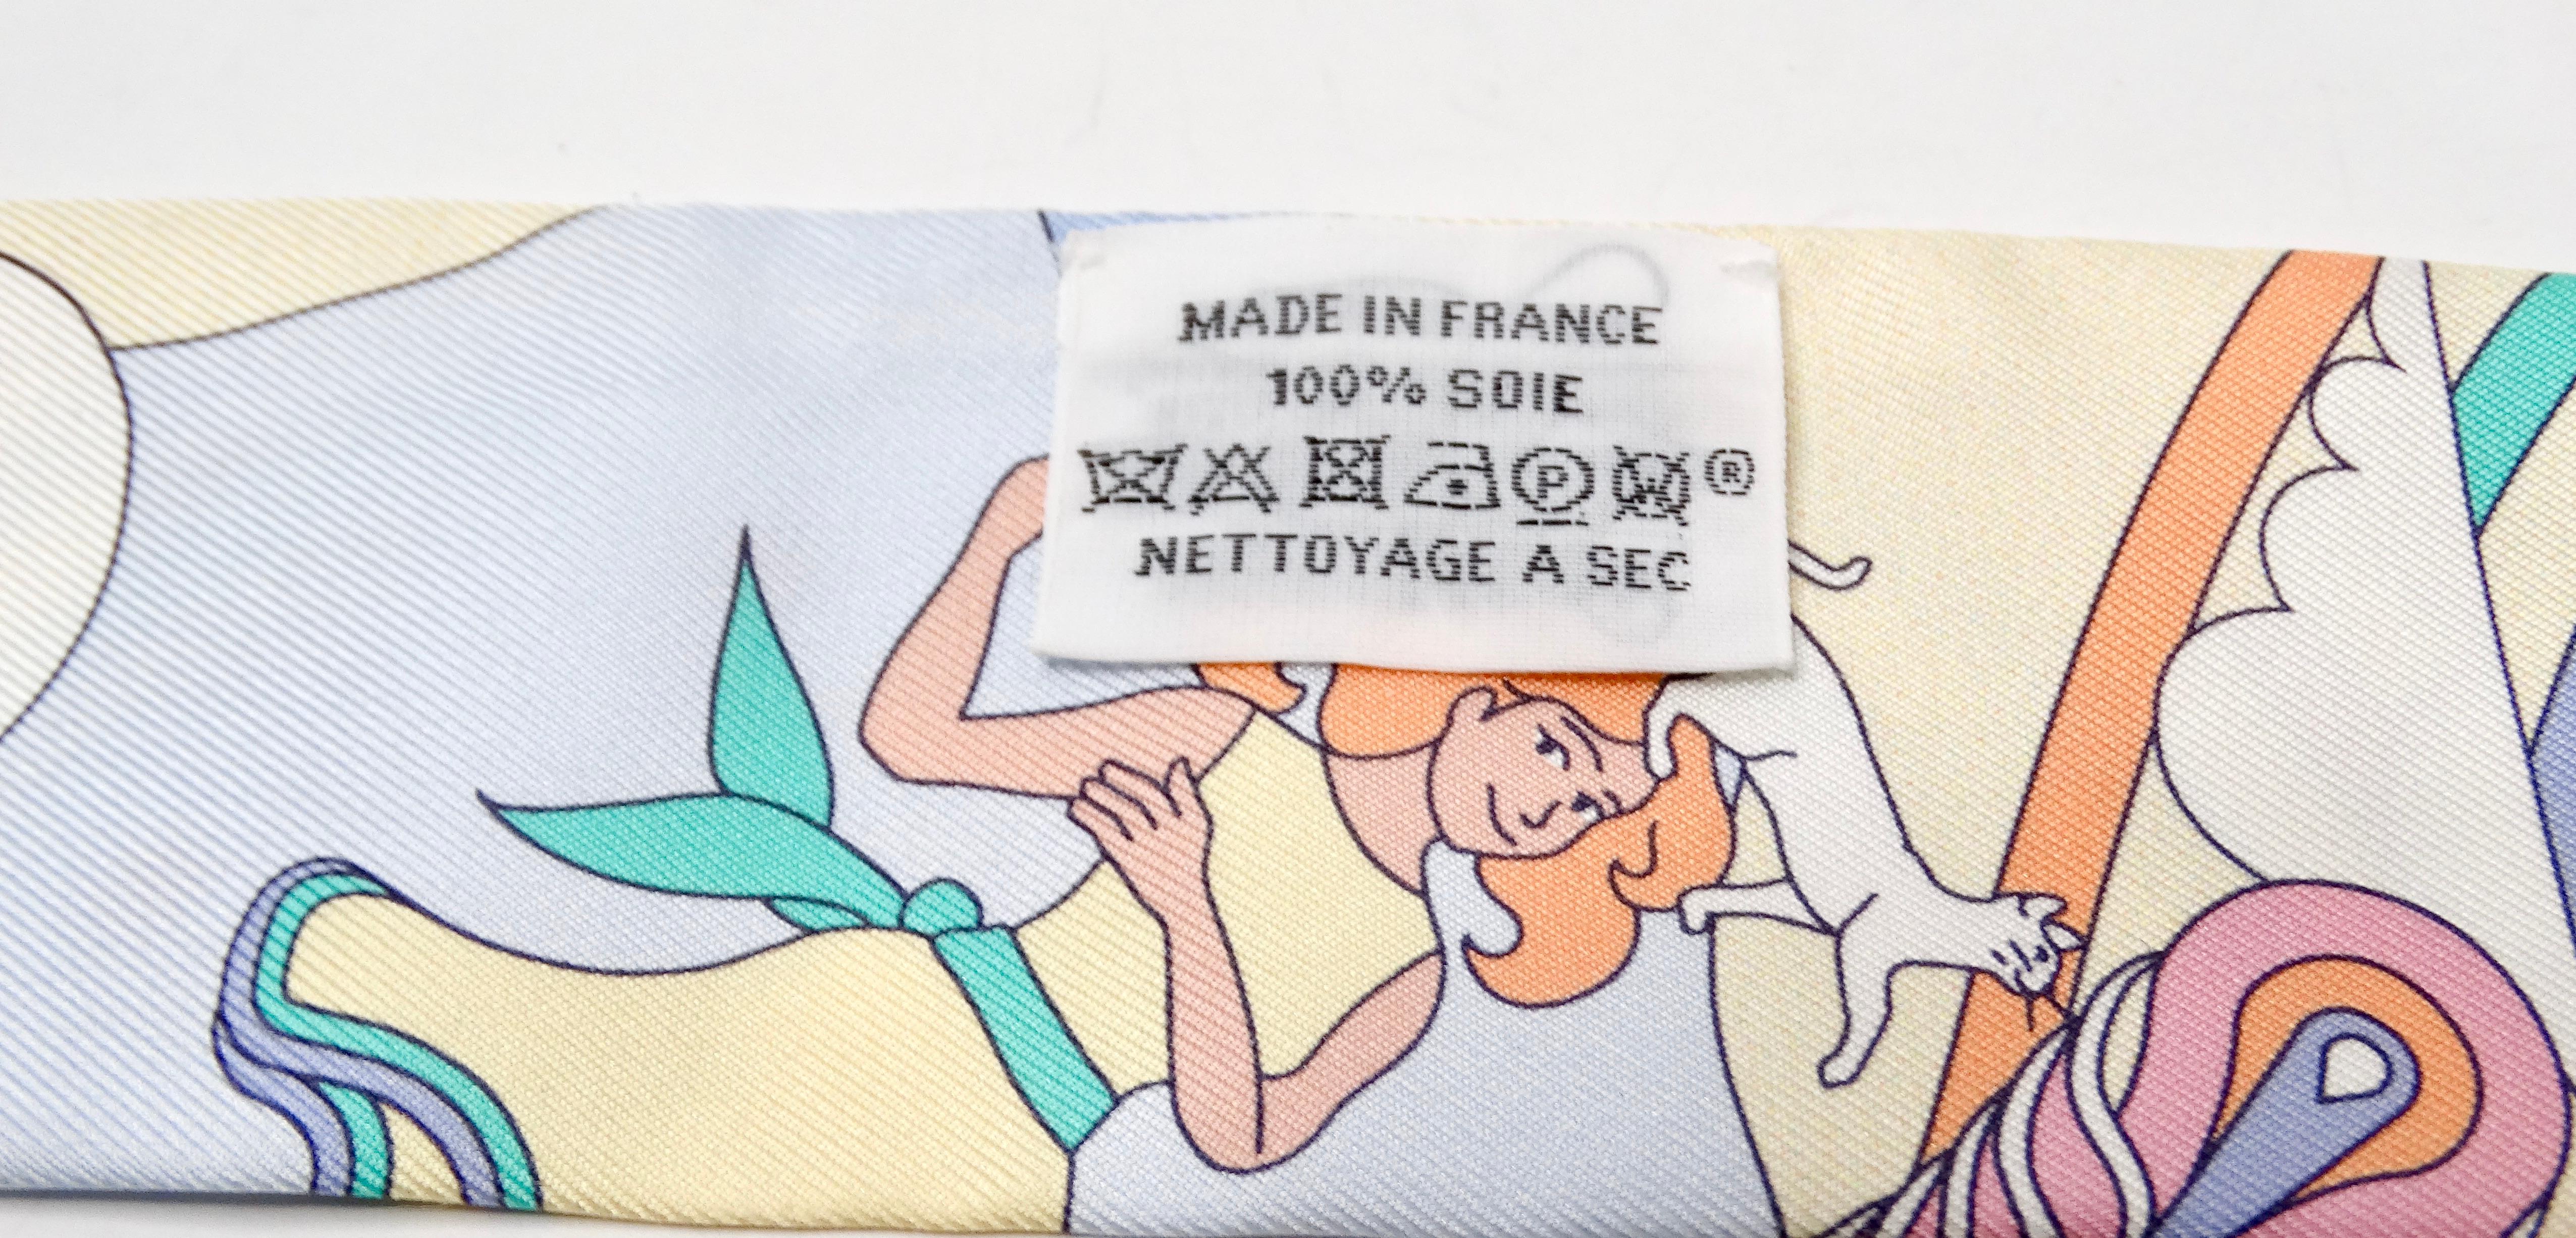 MADE IN FRANCE
100% SOIE
P W ®
NETTOYAGE A SEC